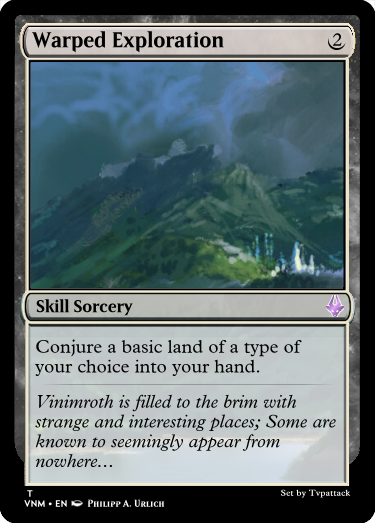 Warped Exploration 2
Skill Sorcery
Conjure a basic land of a type of
your choice into your hand.
Vinimroth is filled to the brim with
strange and interesting places; Some are
known to seemingly appear from
nowhere...
T
VNM • EN Philipp A. Urlich
Set by Tvpattack